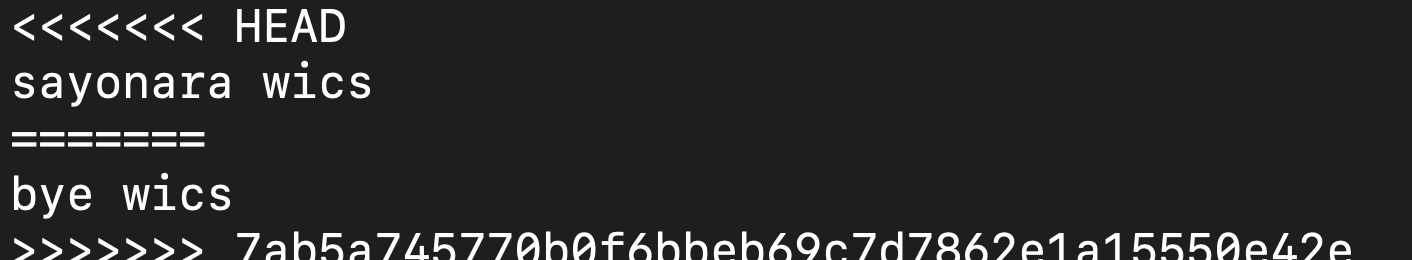 <<<<<<< HEAD
sayonara wics
=======
bye wics
>>>>>>> 7ab5a745770b0f6bbeb69c7d7862e1a15550e42e